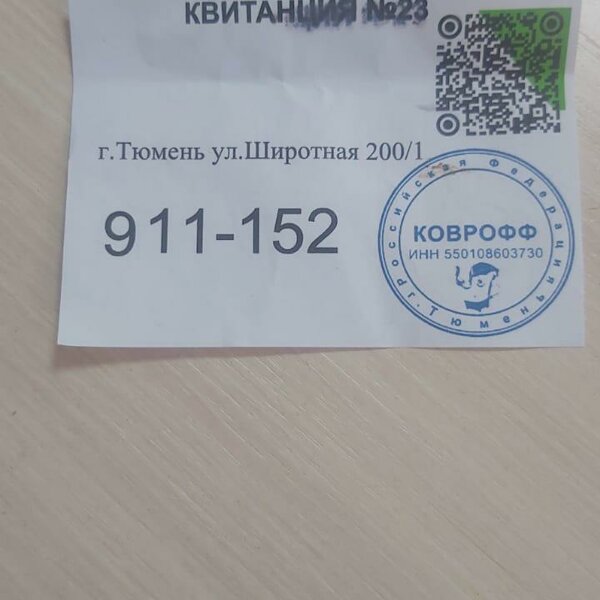 КВИТАНЦИЯ №23
г.Тюмень ул.Широтная 200/1
911-152
Российская Федерация
КОВРОФФ
ИНН 550108603730
г.Тюмень